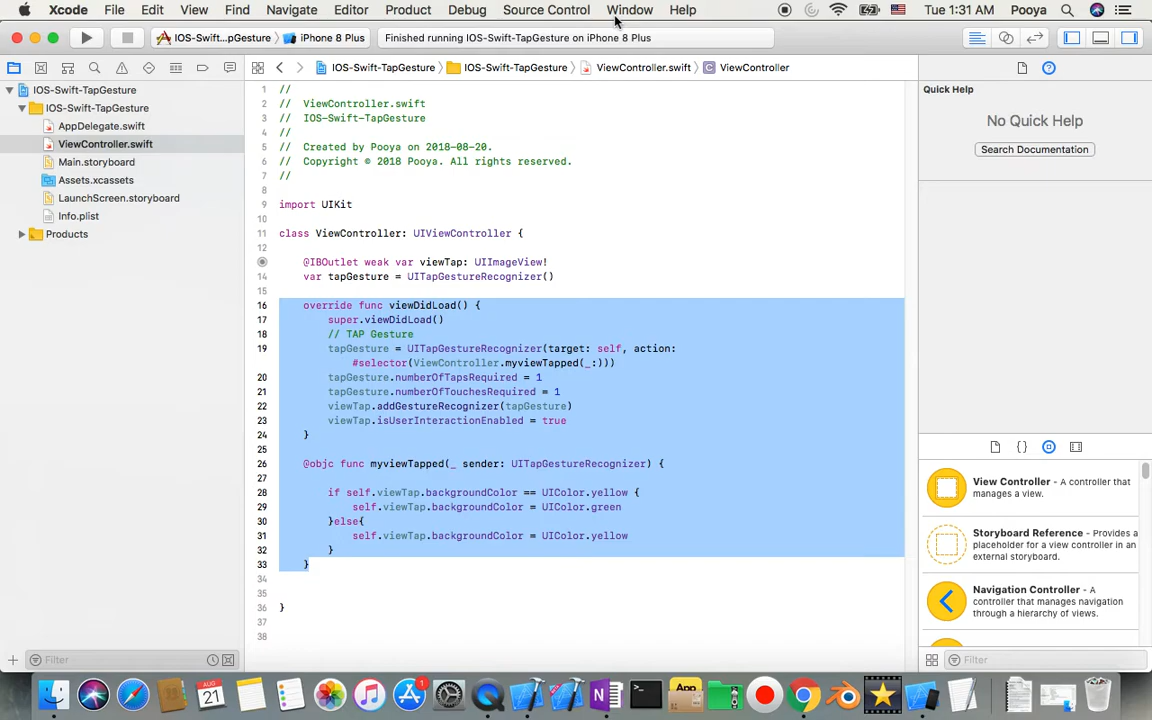 Xcode File Edit View Find Navigate Editor Product Debug Source Control Window Help Tue 1:31 AM Pooya
IOS-Swift...pGesture iPhone 8 Plus Finished running IOS-Swift-TapGesture on iPhone 8 Plus
IOS-Swift-TapGesture IOS-Swift-TapGesture ViewController.swift C ViewController
IOS-Swift-TapGesture
IOS-Swift-TapGesture
AppDelegate.swift
ViewController.swift
Main.storyboard
Assets.xcassets
LaunchScreen.storyboard
Info.plist
Products
Filter
1 //
2 // ViewController.swift
3 // IOS-Swift-TapGesture
4 //
5 // Created by Pooya on 2018-08-20.
6 // Copyright © 2018 Pooya. All rights reserved.
7 //
8
9 import UIKit
10
11 class ViewController: UIViewController {
12
@IBOutlet weak var viewTap: UIImageView!
14 var tapGesture = UITapGestureRecognizer()
15
16 override func viewDidLoad() {
17 super.viewDidLoad()
18 // TAP Gesture
19 tapGesture = UITapGestureRecognizer(target: self, action:
#selector(ViewController.myviewTapped(_:)))
20 tapGesture.numberOfTapsRequired = 1
21 tapGesture.numberOfTouchesRequired = 1
22 viewTap.addGestureRecognizer(tapGesture)
23 viewTap.isUserInteractionEnabled = true
24 }
25
26 @objc func myviewTapped(_ sender: UITapGestureRecognizer) {
27
28 if self.viewTap.backgroundColor == UIColor.yellow {
29 self.viewTap.backgroundColor = UIColor.green
30 }else{
31 self.viewTap.backgroundColor = UIColor.yellow
32 }
33 }
34
35
36 }
37
38
Quick Help
No Quick Help
Search Documentation
{}
View Controller - A controller that
manages a view.
Storyboard Reference - Provides a
placeholder for a view controller in an
external storyboard.
Navigation Controller - A
controller that manages navigation
through a hierarchy of views.
Filter
AUG
21
1
N
App